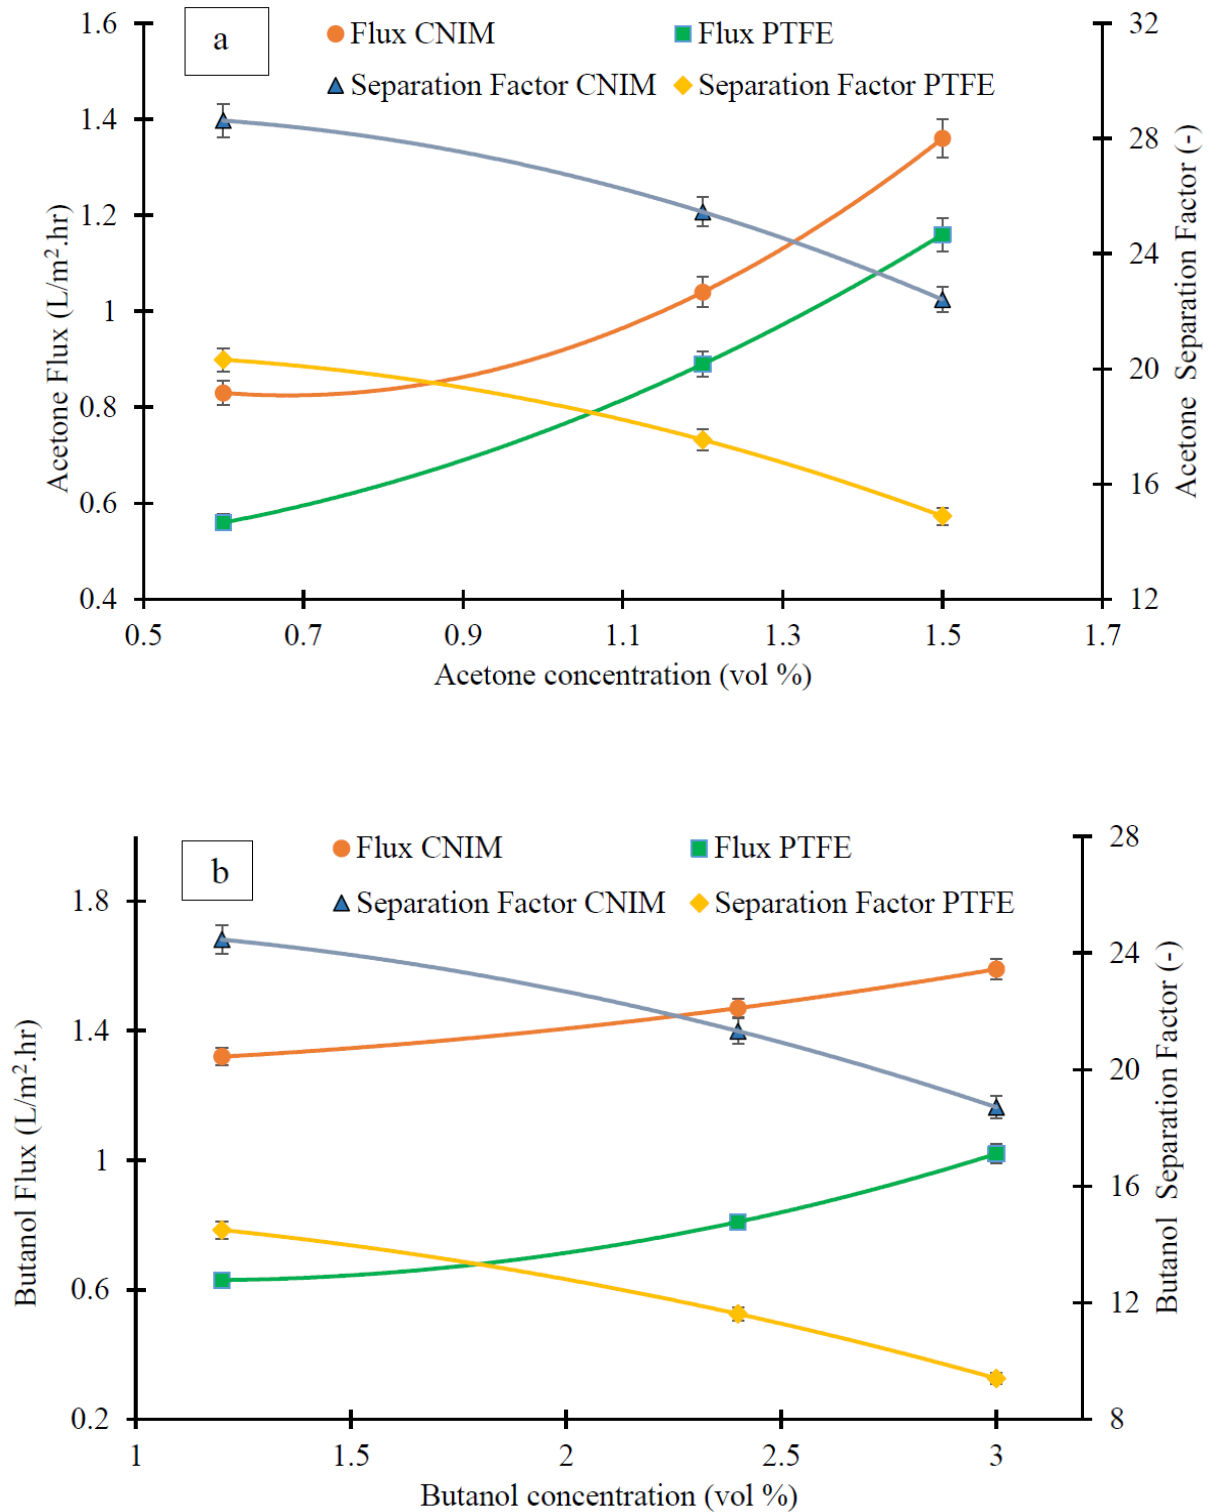 a
Flux CNIM
Flux PTFE
Separation Factor CNIM
Separation Factor PTFE
1.6
1.4
1.2
1
0.8
0.6
0.4
Acetone Flux (L/m².hr)
32
28
24
20
16
12
Acetone Separation Factor (-)
0.5 0.7 0.9 1.1 1.3 1.5 1.7
Acetone concentration (vol %)
b
Flux CNIM
Flux PTFE
Separation Factor CNIM
Separation Factor PTFE
1.8
1.4
1
0.6
0.2
Butanol Flux (L/m².hr)
28
24
20
16
12
8
Butanol Separation Factor (-)
1 1.5 2 2.5 3
Butanol concentration (vol %)